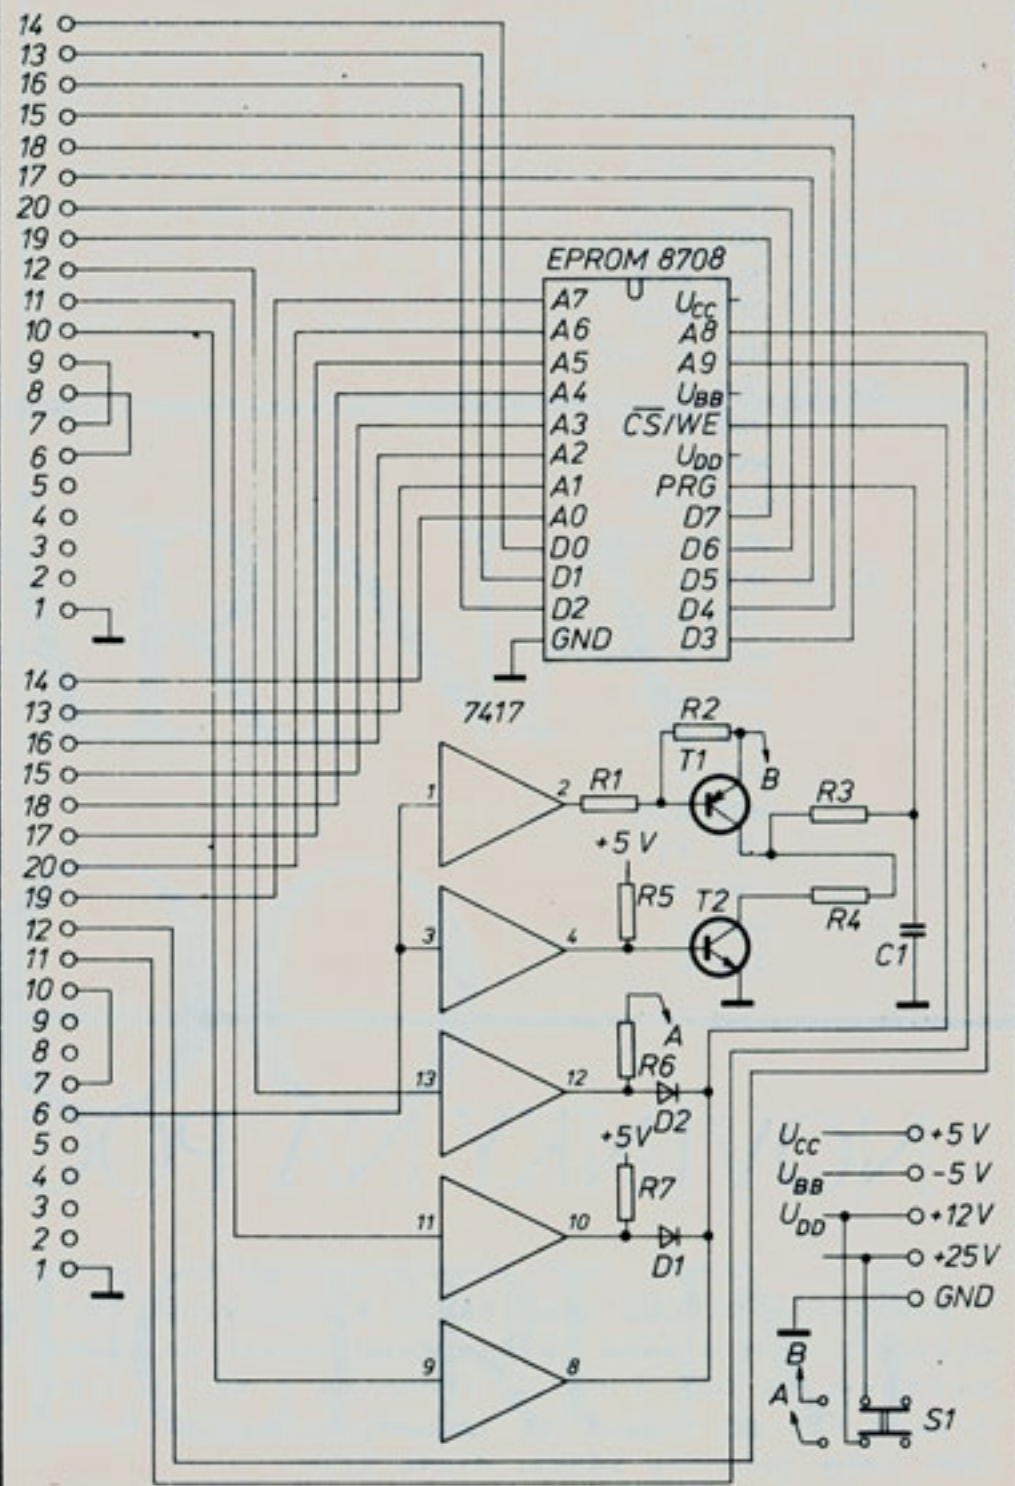 14
13
16
15
18
17
20
19
12
11
10
9
8
7
6
5
4
3
2
1
EPROM 8708
U
A7 UCC
A6 A8
A5 A9
A4 UBB
A3 C̅S̅/WE
A2 UDD
A1 PRG
A0 D7
D0 D6
D1 D5
D2 D4
GND D3
14
13
16
15
18
17
20
19
12
11
10
9
8
7
6
5
4
3
2
1
7417
1 2 R1 R2 T1 B R3
+5 V
3 4 R5 T2 R4 C1
13 12 R6 A D2
+5V
11 10 R7 D1
9 8
UCC +5 V
UBB -5 V
UDD +12V
+25V
GND
B
A S1